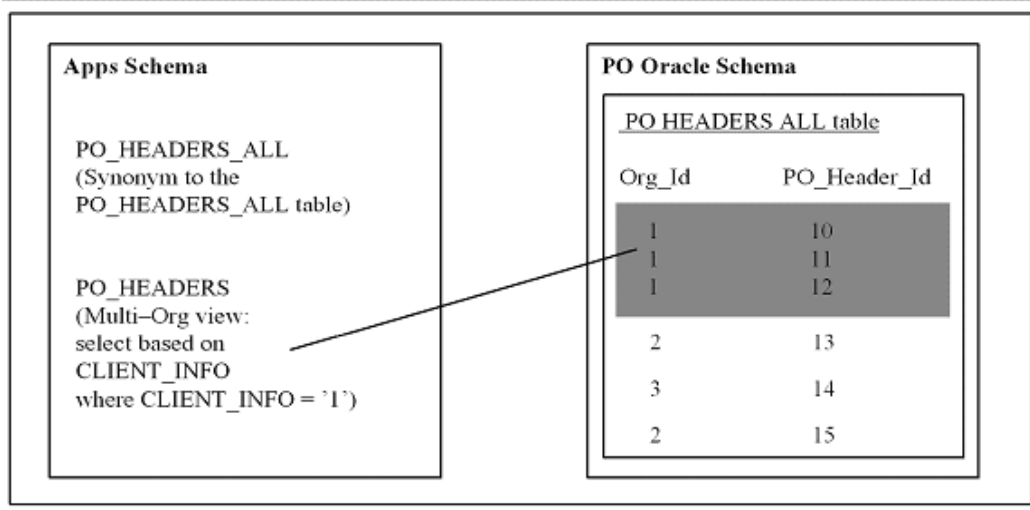 Apps Schema
PO_HEADERS_ALL
(Synonym to the
PO_HEADERS_ALL table)
PO_HEADERS
(Multi–Org view:
select based on
CLIENT_INFO
where CLIENT_INFO = ’1’)
PO Oracle Schema
PO HEADERS ALL table
Org_Id PO_Header_Id
1 10
1 11
1 12
2 13
3 14
2 15